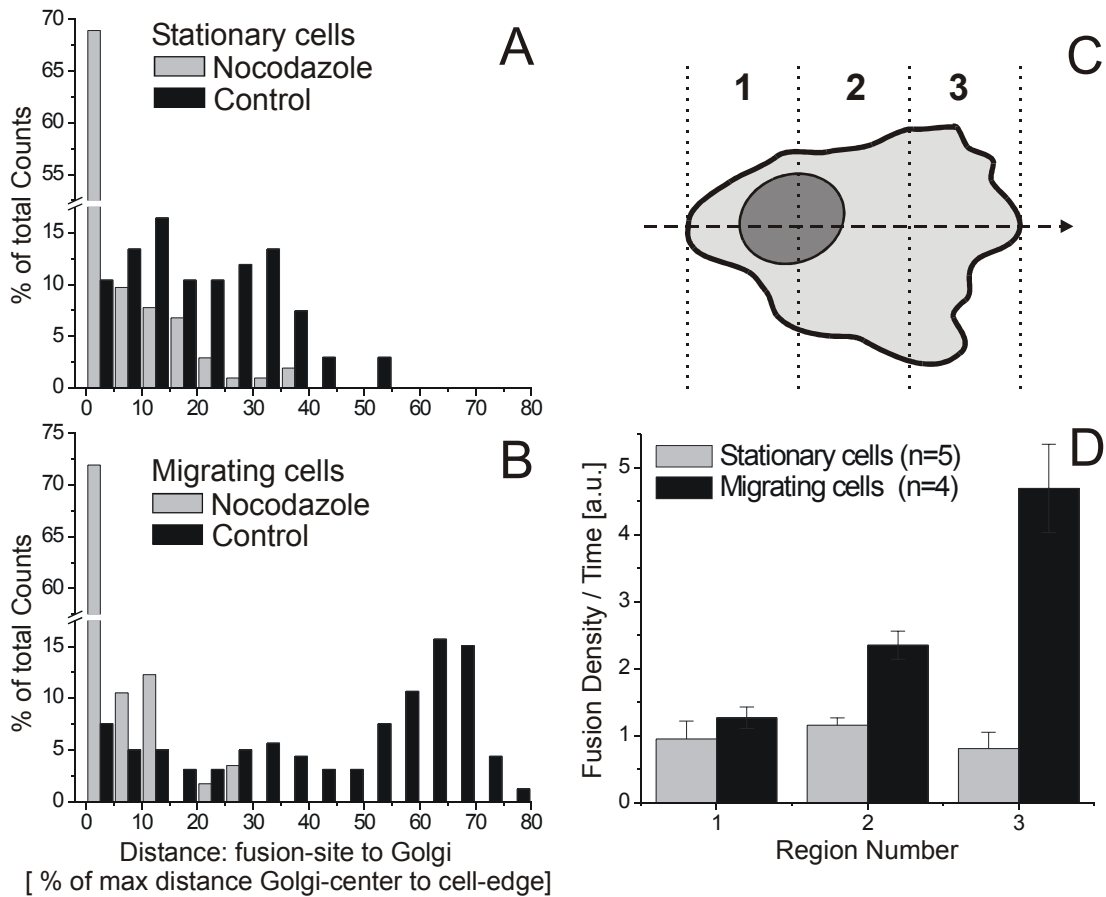 A
Stationary cells
Nocodazole
Control
% of total Counts
70
65
60
55
15
10
5
0
0 10 20 30 40 50 60 70 80
B
Migrating cells
Nocodazole
Control
% of total Counts
75
70
65
60
15
10
5
0
0 10 20 30 40 50 60 70 80
Distance: fusion-site to Golgi
[ % of max distance Golgi-center to cell-edge]
C
1 2 3
D
Stationary cells (n=5)
Migrating cells (n=4)
Fusion Density / Time [a.u.]
5
4
3
2
1
0
1 2 3
Region Number